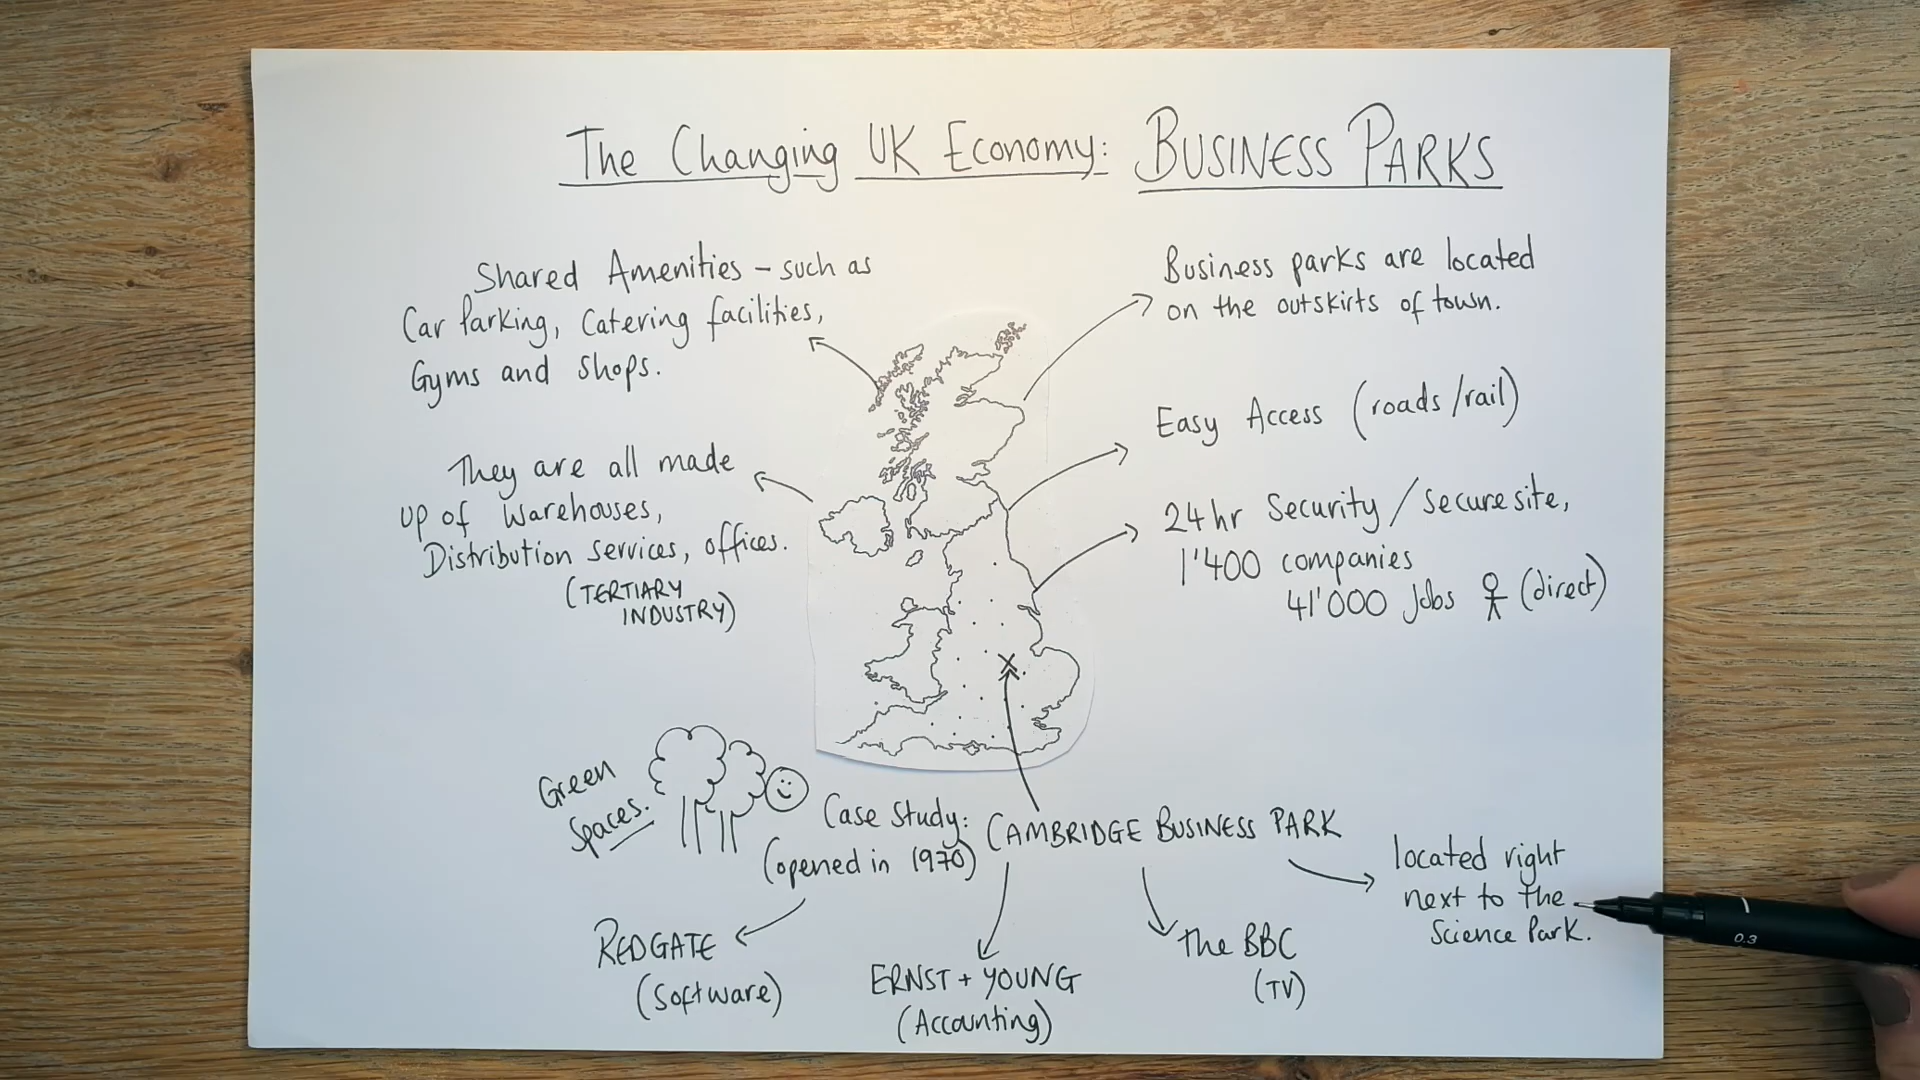 The Changing UK Economy: BUSINESS PARKS
Shared Amenities - such as
Car Parking, Catering facilities,
Gyms and Shops.
They are all made
up of Warehouses,
Distribution services, offices.
(TERTIARY
INDUSTRY)
Business parks are located
on the outskirts of town.
Easy Access (roads/rail)
24hr Security / secure site,
1'400 companies
41'000 Jobs (direct)
Green
Spaces.
Case Study: CAMBRIDGE BUSINESS PARK
(opened in 1970)
REDGATE
(Software)
ERNST + YOUNG
(Accounting)
the BBC
(TV)
located right
next to the
Science Park.
0.3